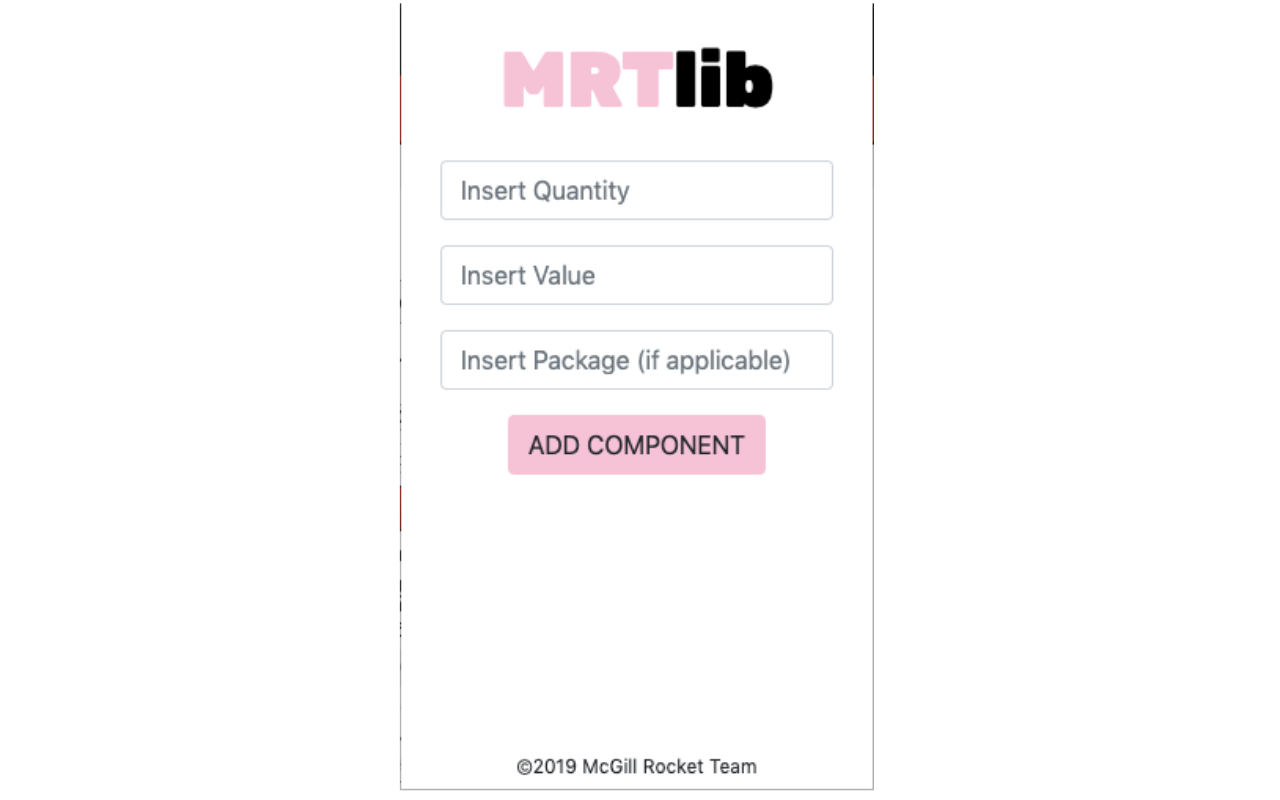 MRTlib
Insert Quantity
Insert Value
Insert Package (if applicable)
ADD COMPONENT
©2019 McGill Rocket Team